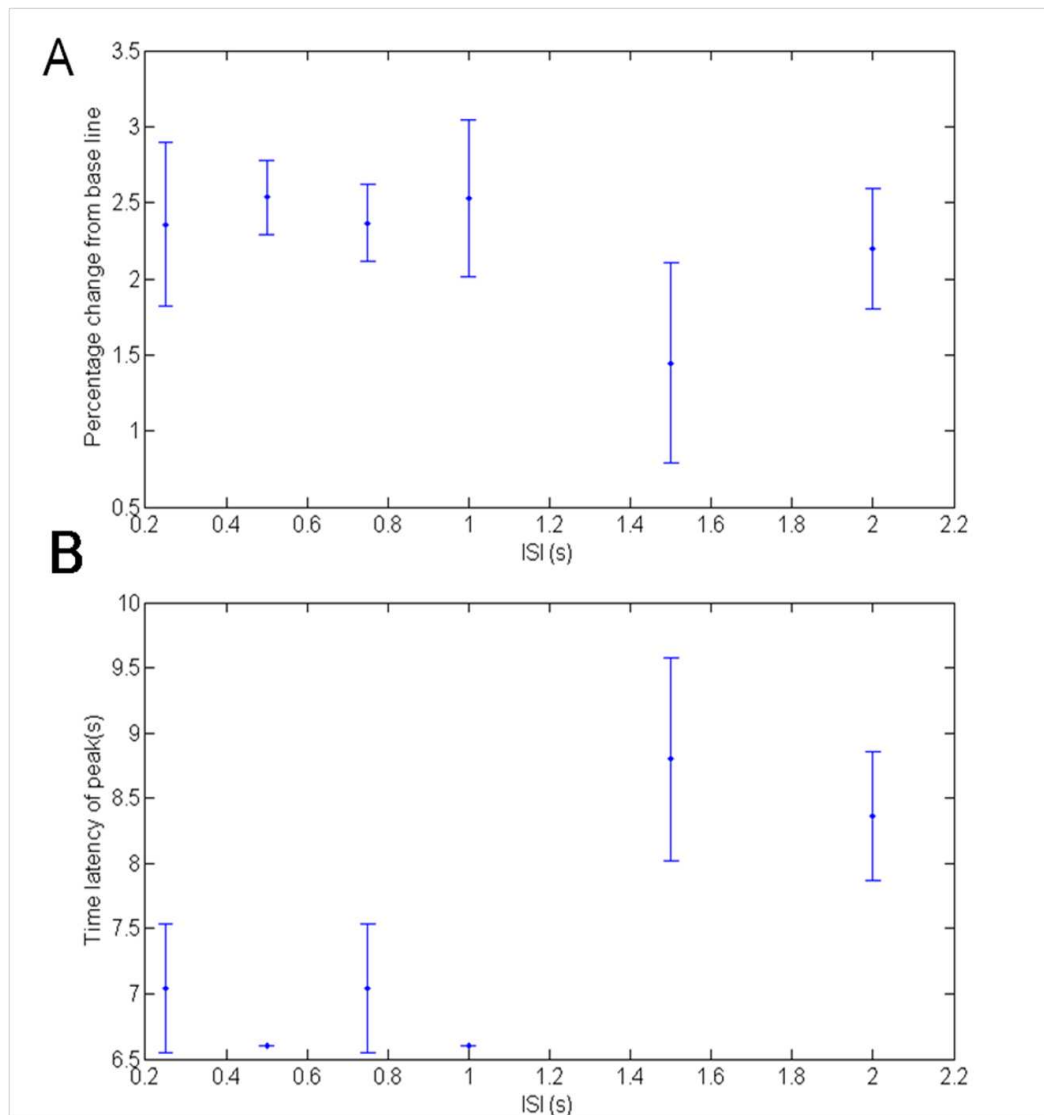 A
3.5
3
2.5
2
1.5
1
0.5
Percentage change from base line
0.2 0.4 0.6 0.8 1 1.2 1.4 1.6 1.8 2 2.2
ISI (s)
B
10
9.5
9
8.5
8
7.5
7
6.5
Time latency of peak(s)
0.2 0.4 0.6 0.8 1 1.2 1.4 1.6 1.8 2 2.2
ISI (s)